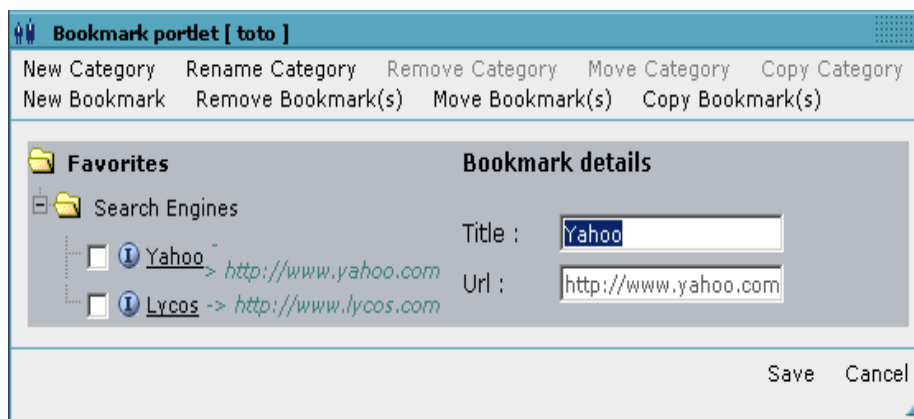 Bookmark portlet [ toto ]
New Category Rename Category Remove Category Move Category Copy Category
New Bookmark Remove Bookmark(s) Move Bookmark(s) Copy Bookmark(s)
Favorites
Search Engines
Yahoo -> http://www.yahoo.com
Lycos -> http://www.lycos.com
Bookmark details
Title : Yahoo
Url : http://www.yahoo.com
Save Cancel